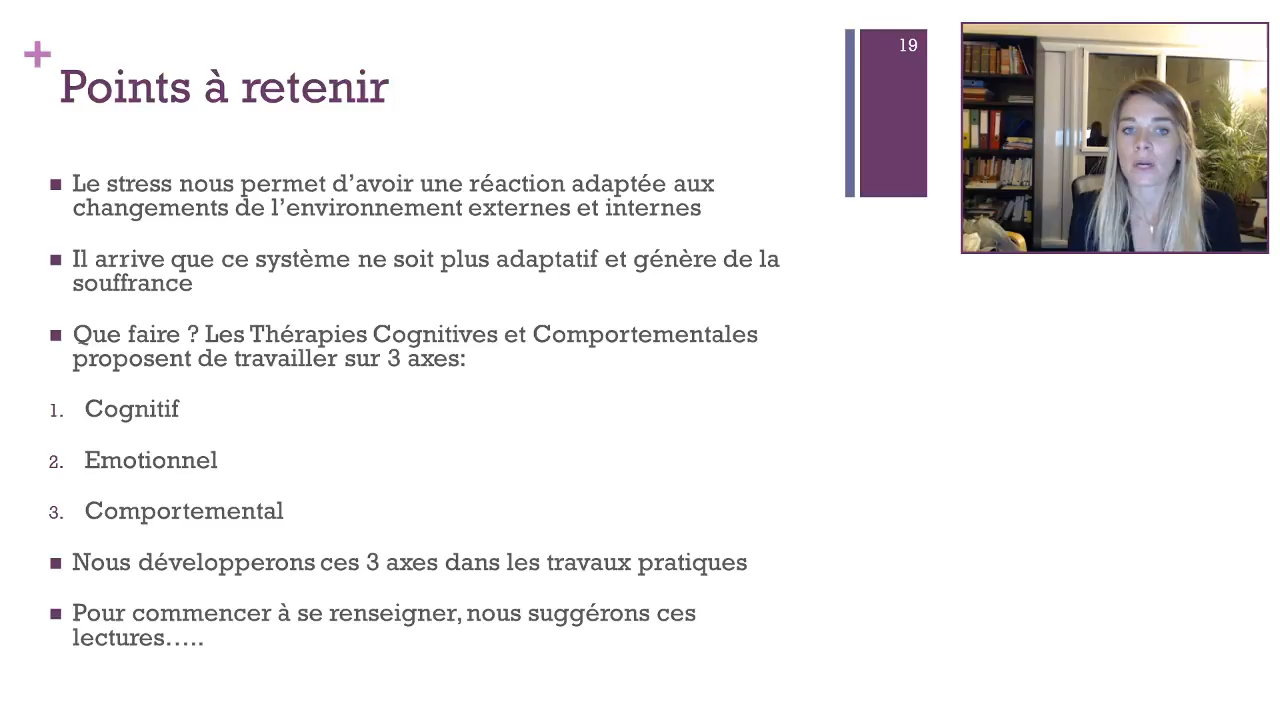 +
Points à retenir
19
■ Le stress nous permet d’avoir une réaction adaptée aux
changements de l’environnement externes et internes
■ Il arrive que ce système ne soit plus adaptatif et génère de la
souffrance
■ Que faire ? Les Thérapies Cognitives et Comportementales
proposent de travailler sur 3 axes:
1. Cognitif
2. Emotionnel
3. Comportemental
■ Nous développerons ces 3 axes dans les travaux pratiques
■ Pour commencer à se renseigner, nous suggérons ces
lectures.....